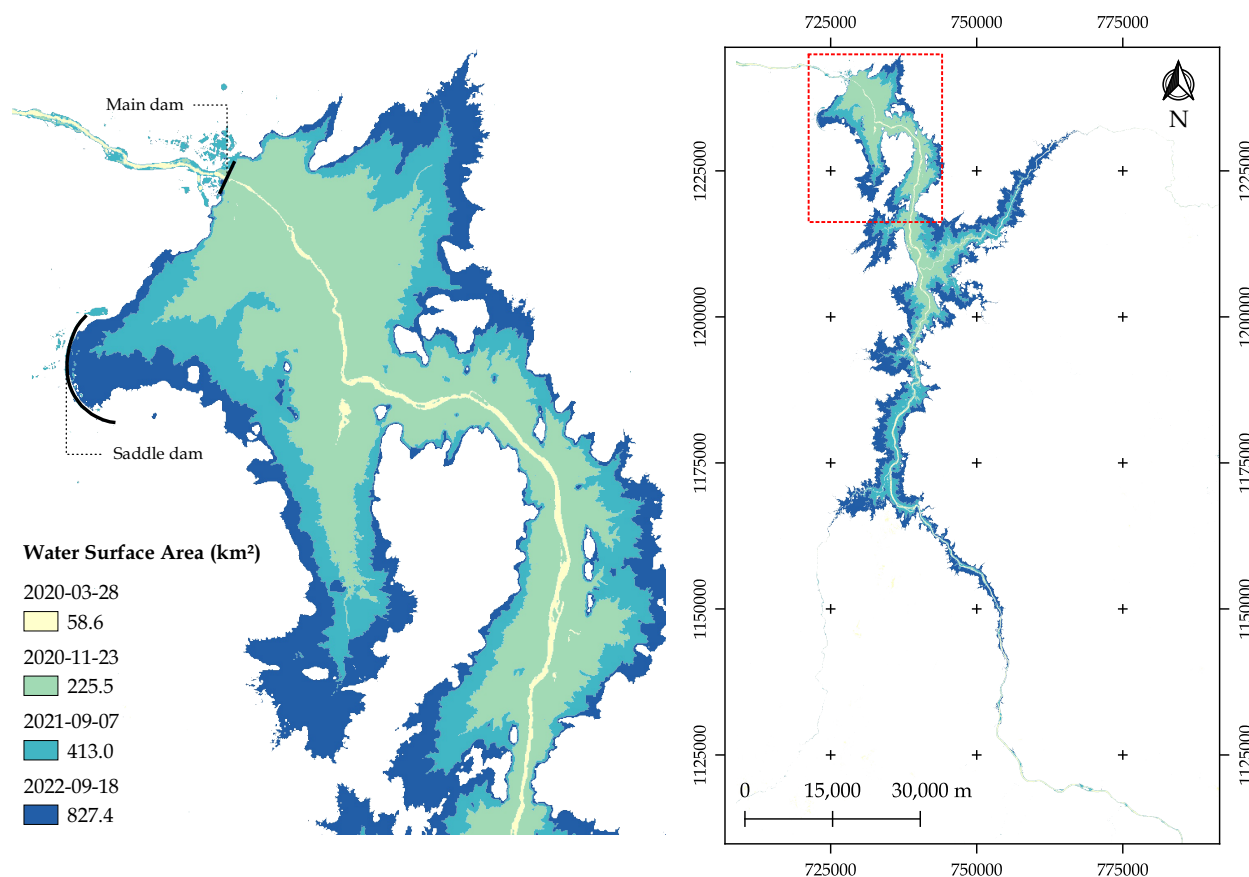 Main dam
Saddle dam
Water Surface Area (km²)
2020-03-28
58.6
2020-11-23
225.5
2021-09-07
413.0
2022-09-18
827.4
725000 750000 775000
N
1225000 1225000
1200000 1200000
1175000 1175000
1150000 1150000
1125000 1125000
0 15,000 30,000 m
725000 750000 775000